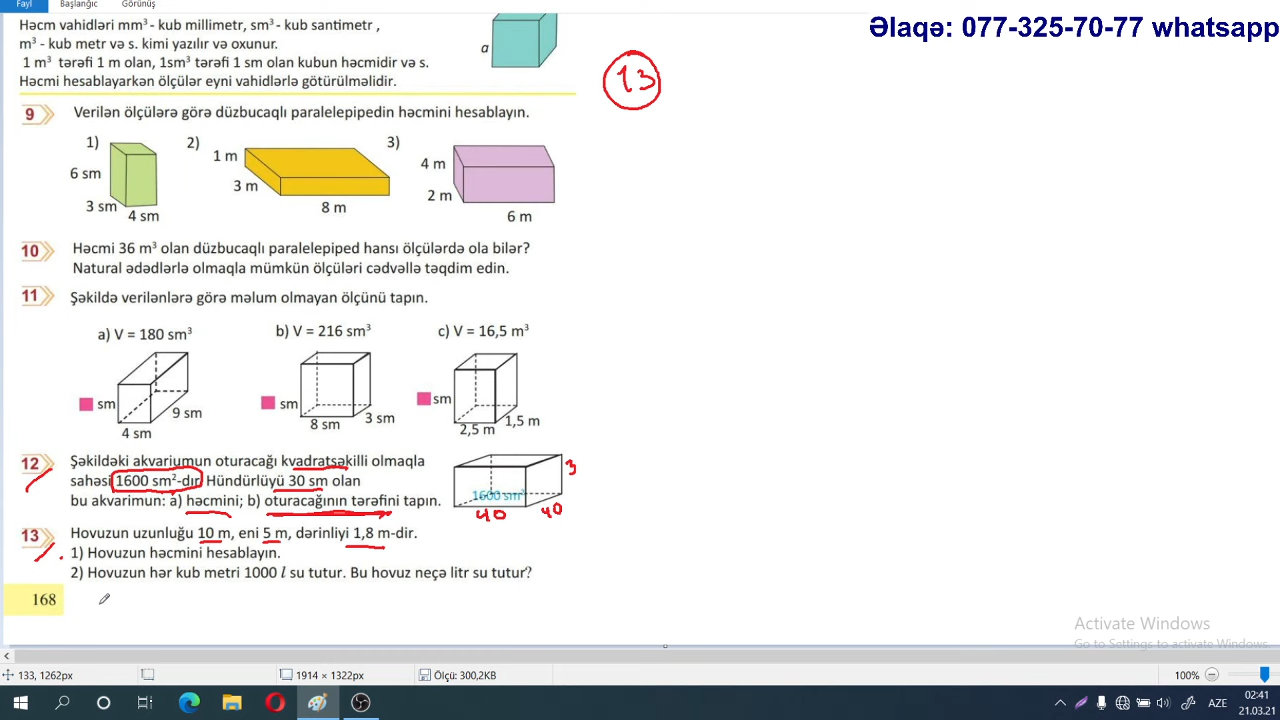 Fayl Başlanğıc Görünüş
Əlaqə: 077-325-70-77 whatsapp
Həcm vahidləri mm³ - kub millimetr, sm³ - kub santimetr ,
m³ - kub metr və s. kimi yazılır və oxunur.
1 m³ tərəfi 1 m olan, 1sm³ tərəfi 1 sm olan kubun həcmidir və s.
Həcmi hesablayarkən ölçülər eyni vahidlərlə götürülməlidir.
a
13
9 Verilən ölçülərə görə düzbucaqlı paralelepipedin həcmini hesablayın.
1) 2) 3)
6 sm 3 sm 4 sm
1 m 3 m 8 m
4 m 2 m 6 m
10 Həcmi 36 m³ olan düzbucaqlı paralelepiped hansı ölçülərdə ola bilər?
Natural ədədlərlə olmaqla mümkün ölçüləri cədvəllə təqdim edin.
11 Şəkildə verilənlərə görə məlum olmayan ölçünü tapın.
a) V = 180 sm³ b) V = 216 sm³ c) V = 16,5 m³
sm 9 sm sm 3 sm sm 1,5 m
4 sm 8 sm 2,5 m
12 Şəkildəki akvariumun oturacağı kvadratşəkilli olmaqla
sahəsi 1600 sm²-dır. Hündürlüyü 30 sm olan
bu akvarimun: a) həcmini; b) oturacağının tərəfini tapın.
3
1600 sm²
40 40
13 Hovuzun uzunluğu 10 m, eni 5 m, dərinliyi 1,8 m-dir.
1) Hovuzun həcmini hesablayın.
2) Hovuzun hər kub metri 1000 l su tutur. Bu hovuz neçə litr su tutur?
168
Activate Windows
Go to Settings to activate Windows.
133, 1262px 1914 × 1322px Ölçü: 300,2KB 100%
AZE
02:41
21.03.21